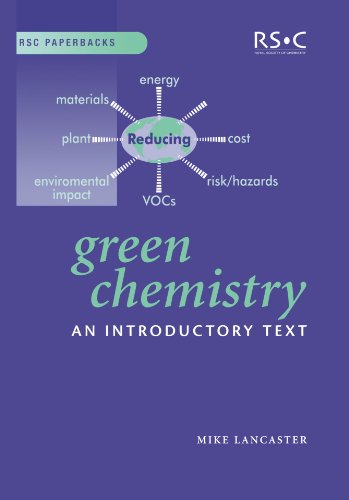 RSC PAPERBACKS
RS•C
ROYAL SOCIETY OF CHEMISTRY
energy
materials
plant
Reducing
cost
enviromental
impact
risk/hazards
VOCs
green
chemistry
AN INTRODUCTORY TEXT
MIKE LANCASTER